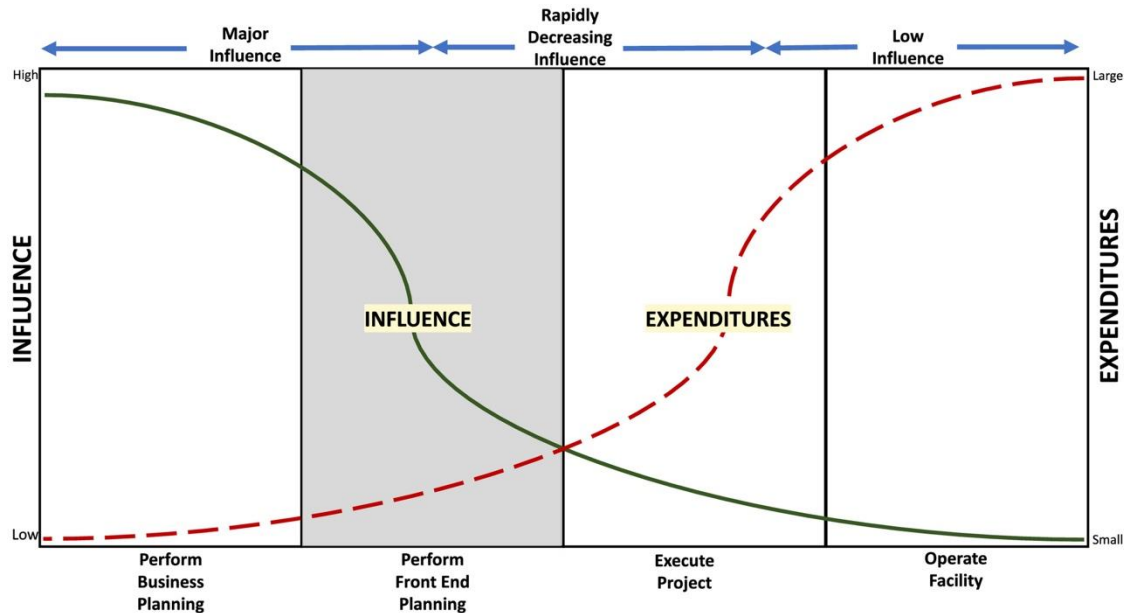 Major
Influence
Rapidly
Decreasing
Influence
Low
Influence
High
Large
INFLUENCE
INFLUENCE
EXPENDITURES
EXPENDITURES
Low
Small
Perform
Business
Planning
Perform
Front End
Planning
Execute
Project
Operate
Facility